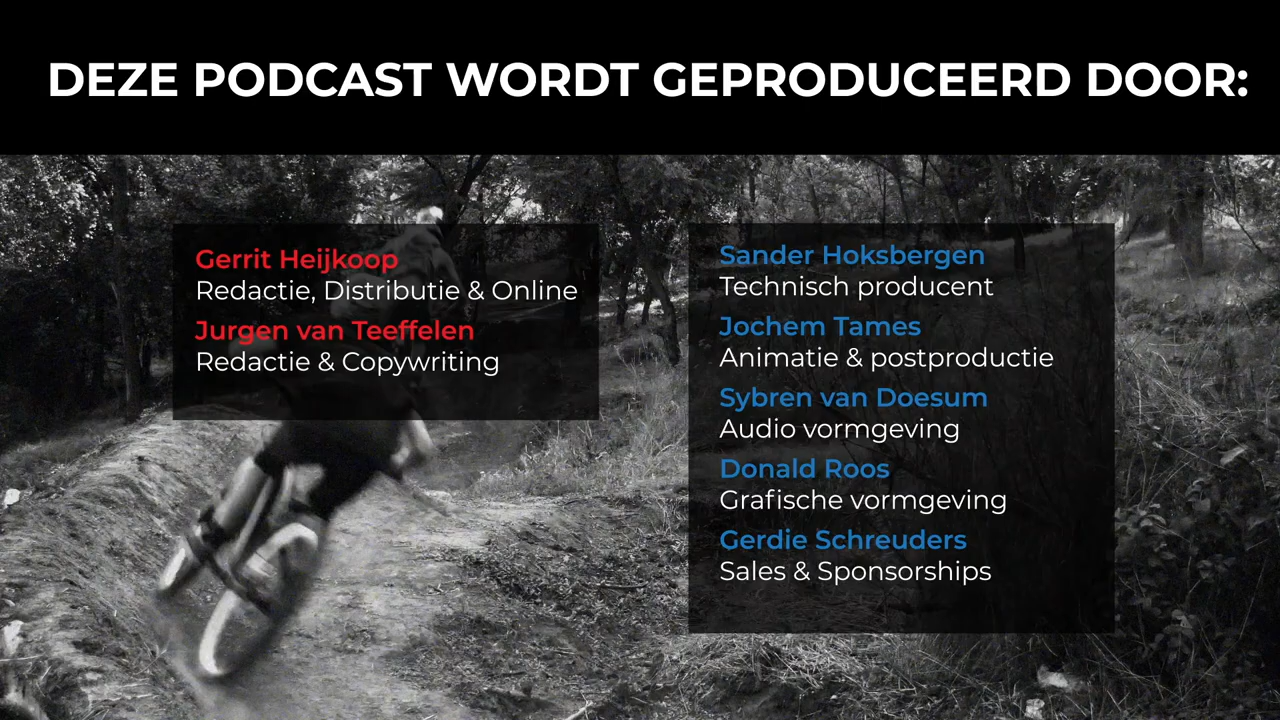 DEZE PODCAST WORDT GEPRODUCEERD DOOR:
Gerrit Heijkoop
Redactie, Distributie & Online
Jurgen van Teeffelen
Redactie & Copywriting
Sander Hoksbergen
Technisch producent
Jochem Tames
Animatie & postproductie
Sybren van Doesum
Audio vormgeving
Donald Roos
Grafische vormgeving
Gerdie Schreuders
Sales & Sponsorships